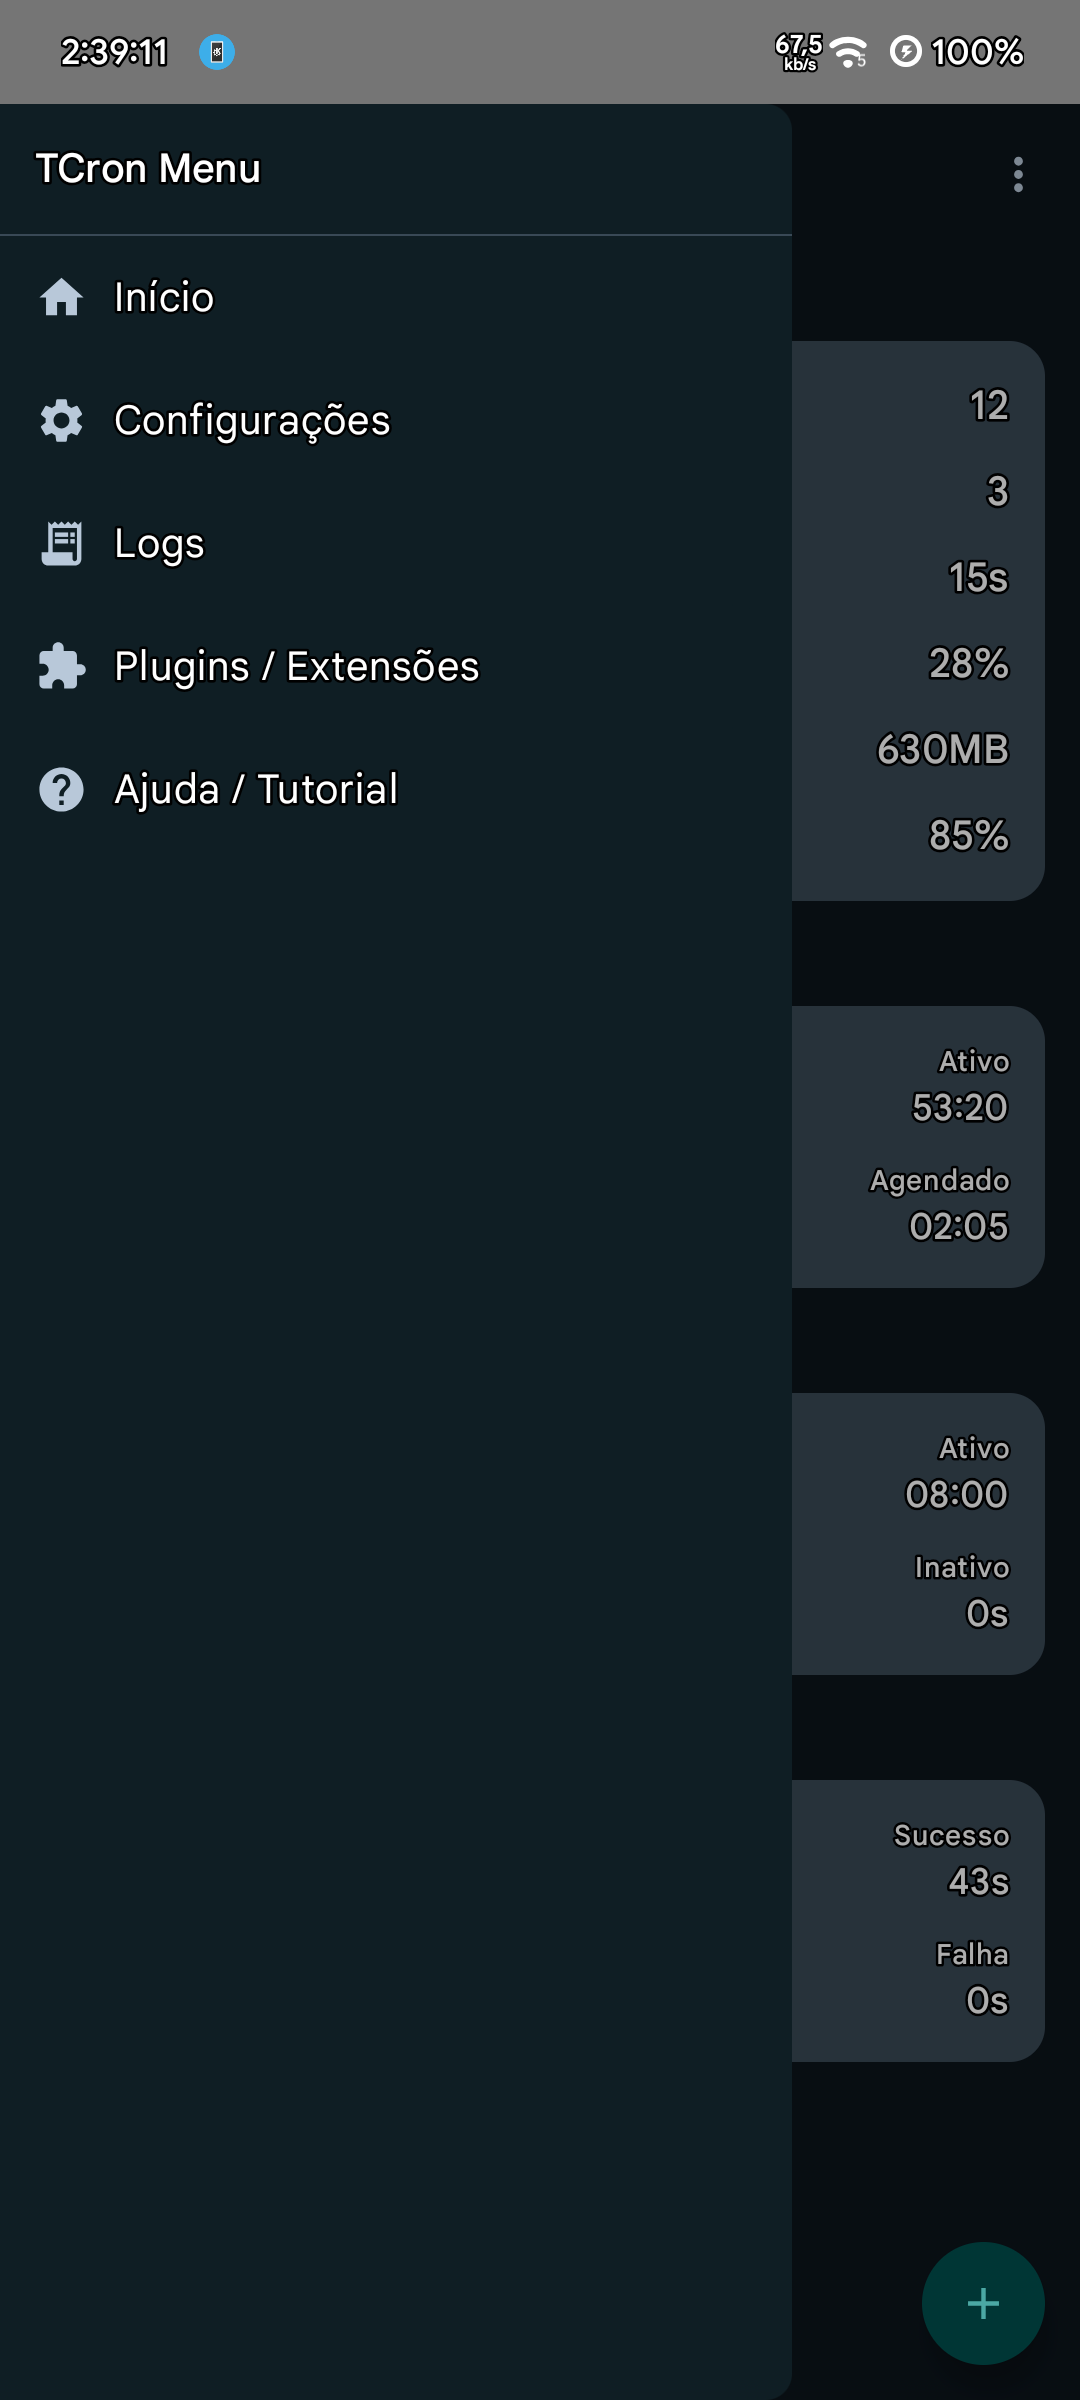 2:39:11
67,5
kb/s
5
100%
TCron Menu
Início
Configurações
Logs
Plugins / Extensões
Ajuda / Tutorial
12
3
15s
28%
630MB
85%
Ativo
53:20
Agendado
02:05
Ativo
08:00
Inativo
0s
Sucesso
43s
Falha
0s